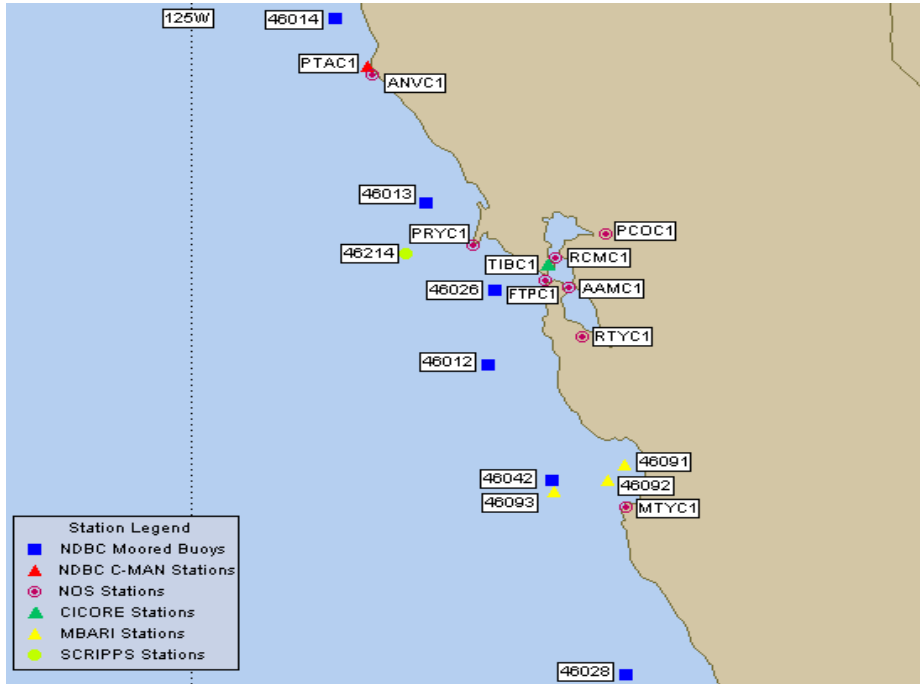 125W
46014
PTAC1
ANVC1
46013
PRYC1
PCOC1
46214
TIBC1
RCMC1
46026
FTPC1
AAMC1
RTYC1
46012
46091
46042
46092
46093
MTYC1
Station Legend
NDBC Moored Buoys
NDBC C-MAN Stations
NOS Stations
CICORE Stations
MBARI Stations
SCRIPPS Stations
46028